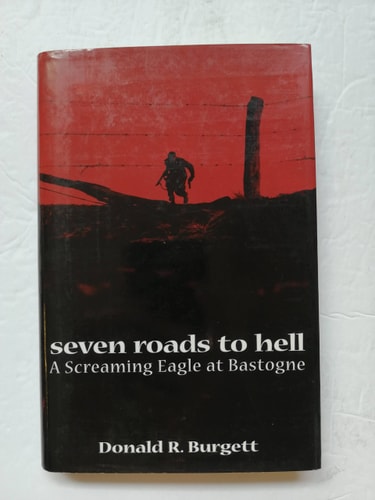 seven roads to hell
A Screaming Eagle at Bastogne
Donald R. Burgett